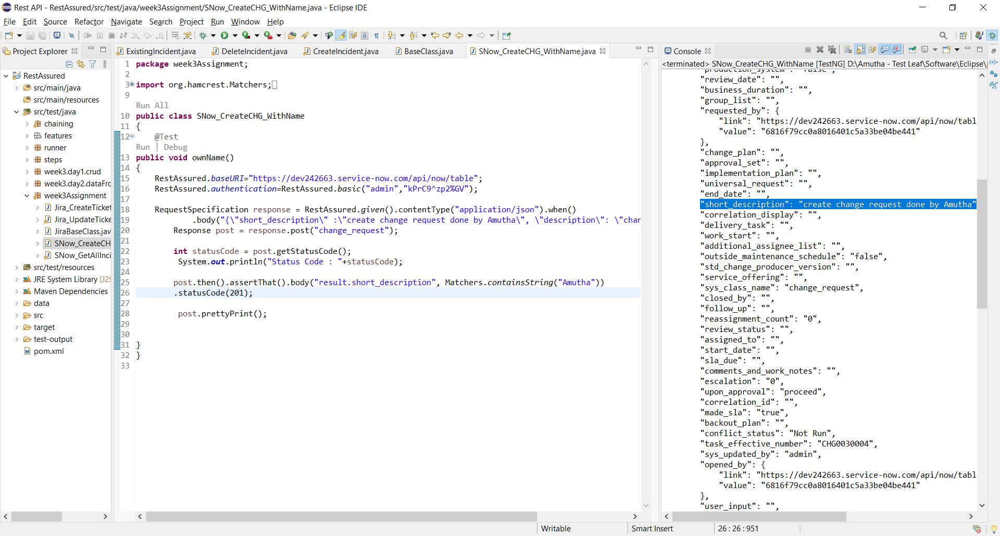 Rest API - RestAssured/src/test/java/week3Assignment/SNow_CreateCHG_WithName.java - Eclipse IDE
File Edit Source Refactor Navigate Search Project Run Window Help
Project Explorer
RestAssured
src/main/java
src/main/resources
src/test/java
chaining
features
runner
steps
week3.day1.crud
week3.day2.dataFro
week3Assignment
Jira_CreateTicket
Jira_UpdateTicke
JiraBaseClass.jav
SNow_CreateCH
SNow_GetAllInci
src/test/resources
JRE System Library [J2S
Maven Dependencies
data
src
target
test-output
pom.xml
ExistingIncident.java DeleteIncident.java CreateIncident.java BaseClass.java SNow_CreateCHG_WithName.java
1 package week3Assignment;
2
3 import org.hamcrest.Matchers;
9
Run All
10 public class SNow_CreateCHG_WithName
11 {
12 @Test
Run | Debug
13 public void ownName()
14 {
15 RestAssured.baseURI="https://dev242663.service-now.com/api/now/table";
16 RestAssured.authentication=RestAssured.basic("admin","kPrC9^zp2%GV");
17
18 RequestSpecification response = RestAssured.given().contentType("application/json").when()
19 .body("{\"short_description\" :\"create change request done by Amutha\", \"description\": \"char
20 Response post = response.post("change_request");
21
22 int statusCode = post.getStatusCode();
23 System.out.println("Status Code : "+statusCode);
24
25 post.then().assertThat().body("result.short_description", Matchers.containsString("Amutha"))
26 .statusCode(201);
27
28 post.prettyPrint();
29
30
31 }
32 }
33
Console
<terminated> SNow_CreateCHG_WithName [TestNG] D:\Amutha - Test Leaf\Software\Eclipse\
"production_system": "false",
"review_date": "",
"business_duration": "",
"group_list": "",
"requested_by": {
"link": "https://dev242663.service-now.com/api/now/tabl
"value": "6816f79cc0a8016401c5a33be04be441"
},
"change_plan": "",
"approval_set": "",
"implementation_plan": "",
"universal_request": "",
"end_date": "",
"short_description": "create change request done by Amutha"
"correlation_display": "",
"delivery_task": "",
"work_start": "",
"additional_assignee_list": "",
"outside_maintenance_schedule": "false",
"std_change_producer_version": "",
"service_offering": "",
"sys_class_name": "change_request",
"closed_by": "",
"follow_up": "",
"reassignment_count": "0",
"review_status": "",
"assigned_to": "",
"start_date": "",
"sla_due": "",
"comments_and_work_notes": "",
"escalation": "0",
"upon_approval": "proceed",
"correlation_id": "",
"made_sla": "true",
"backout_plan": "",
"conflict_status": "Not Run",
"task_effective_number": "CHG0030004",
"sys_updated_by": "admin",
"opened_by": {
"link": "https://dev242663.service-now.com/api/now/tabl
"value": "6816f79cc0a8016401c5a33be04be441"
},
"user_input": "",
Writable Smart Insert 26 : 26 : 951